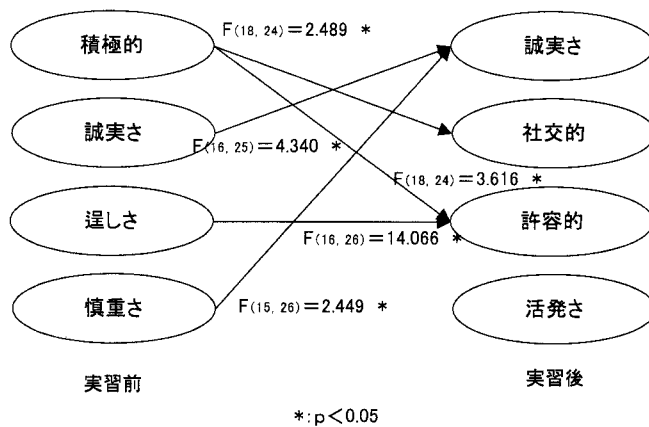 F(18, 24)＝2.489 *
積極的
誠実さ
誠実さ
社交的
F(16, 25)＝4.340 *
F(18, 24)＝3.616 *
逞しさ
許容的
F(16, 26)＝14.066 *
慎重さ
活発さ
F(15, 26)＝2.449 *
実習前
実習後
*:p＜0.05